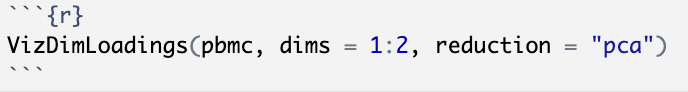 ```{r}
VizDimLoadings(pbmc, dims = 1:2, reduction = "pca")
```